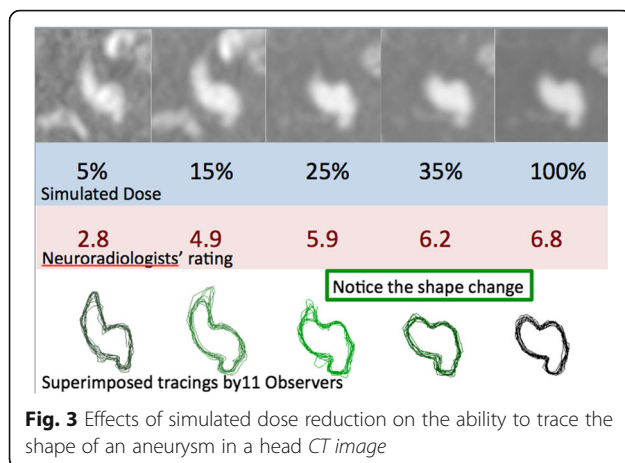 5% 15% 25% 35% 100%
Simulated Dose
2.8 4.9 5.9 6.2 6.8
Neuroradiologists' rating
Notice the shape change
Superimposed tracings by11 Observers
Fig. 3 Effects of simulated dose reduction on the ability to trace the
shape of an aneurysm in a head CT image